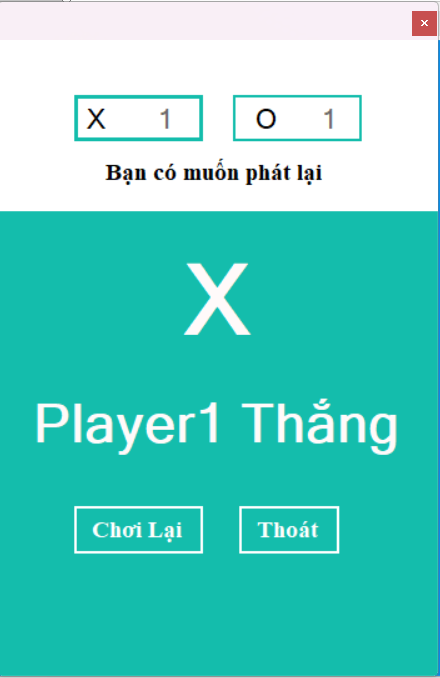 X 1 O 1
Bạn có muốn phát lại
X
Player1 Thắng
Chơi Lại Thoát